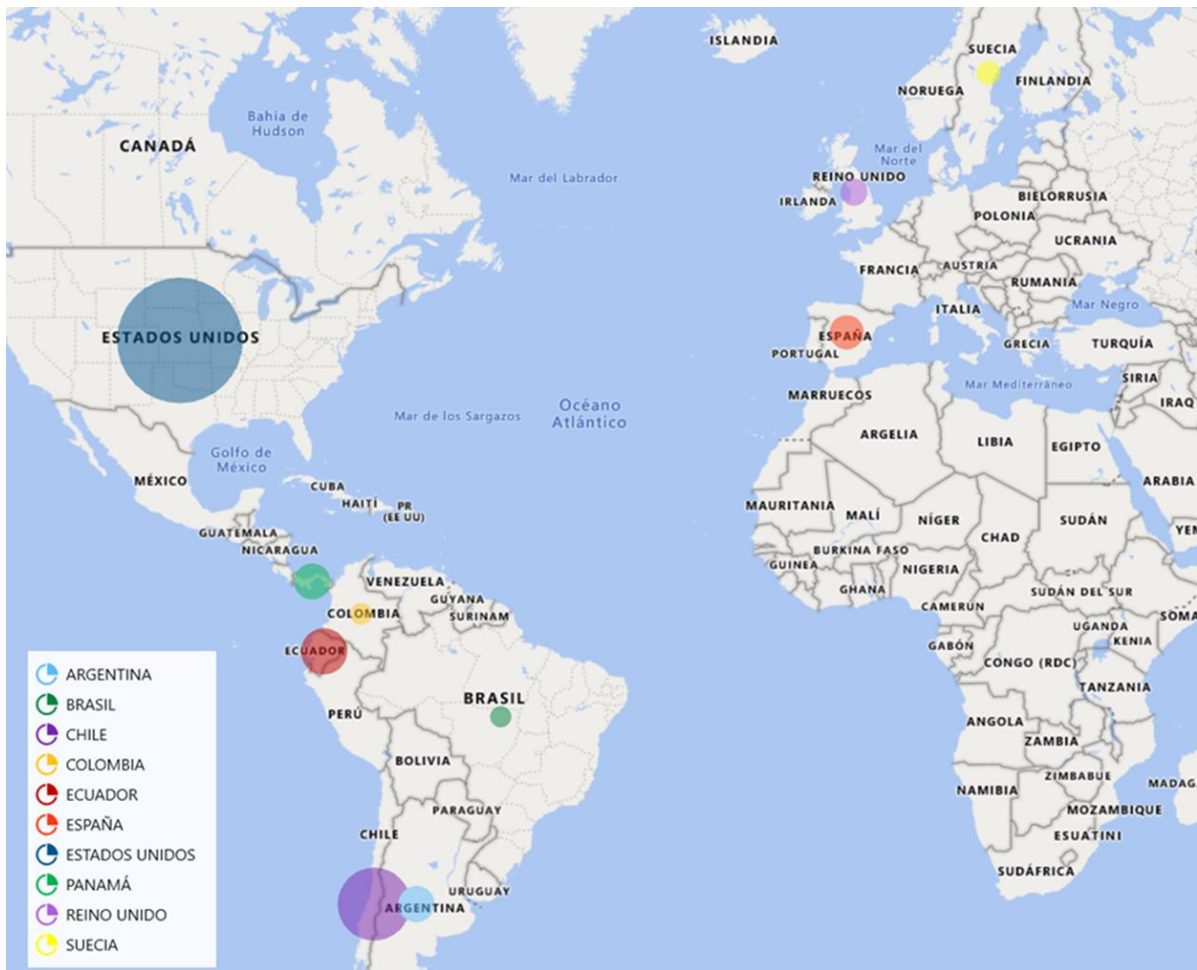 ISLANDIA
SUECIA
FINLANDIA
NORUEGA
Bahía de
Hudson
CANADÁ
Mar del
Norte
Mar del Labrador
REINO UNIDO
IRLANDA
BIELORRUSIA
POLONIA
UCRANIA
FRANCIA
AUSTRIA
RUMANIA
Mar Negro
ITALIA
ESTADOS UNIDOS
ESPAÑA
GRECIA
TURQUÍA
PORTUGAL
SIRIA
Mar Mediterráneo
MARRUECOS
IRAQ
Océano
Atlántico
Mar de los Sargazos
ARGELIA
LIBIA
EGIPTO
Golfo de
México
MÉXICO
CUBA
HAITÍ
PR
(EE UU)
ARABIA
MAURITANIA
MALÍ
NÍGER
SUDÁN
GUATEMALA
NICARAGUA
CHAD
YEM
BURKINA FASO
GUINEA
NIGERIA
VENEZUELA
GUYANA
SURINAM
GHANA
SUDÁN DEL SUR
COLOMBIA
CAMERÚN
SOMA
UGANDA
KENIA
GABÓN
CONGO (RDC)
ECUADOR
TANZANIA
BRASIL
PERÚ
ANGOLA
ZAMBIA
BOLIVIA
ZIMBABUE
MADAGA
NAMIBIA
PARAGUAY
MOZAMBIQUE
CHILE
ESUATINI
SUDÁFRICA
URUGUAY
ARGENTINA
ARGENTINA
BRASIL
CHILE
COLOMBIA
ECUADOR
ESPAÑA
ESTADOS UNIDOS
PANAMÁ
REINO UNIDO
SUECIA